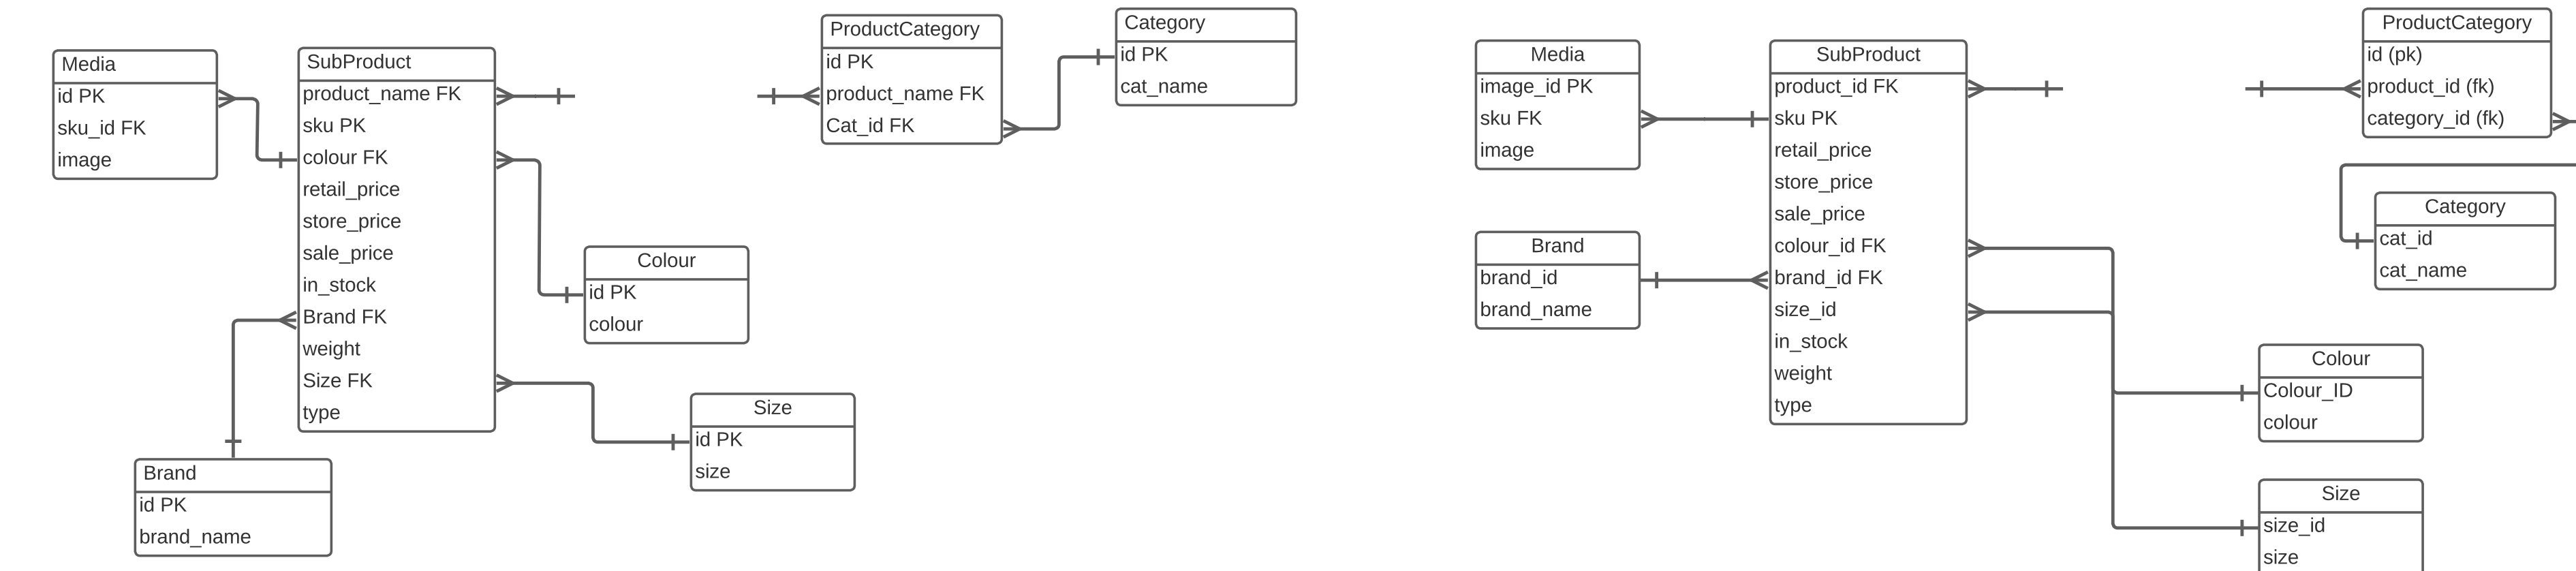 Media
id PK
sku_id FK
image
SubProduct
product_name FK
sku PK
colour FK
retail_price
store_price
sale_price
in_stock
Brand FK
weight
Size FK
type
Brand
id PK
brand_name
ProductCategory
id PK
product_name FK
Cat_id FK
Category
id PK
cat_name
Colour
id PK
colour
Size
id PK
size
Media
image_id PK
sku FK
image
Brand
brand_id
brand_name
SubProduct
product_id FK
sku PK
retail_price
store_price
sale_price
colour_id FK
brand_id FK
size_id
in_stock
weight
type
ProductCategory
id (pk)
product_id (fk)
category_id (fk)
Category
cat_id
cat_name
Colour
Colour_ID
colour
Size
size_id
size